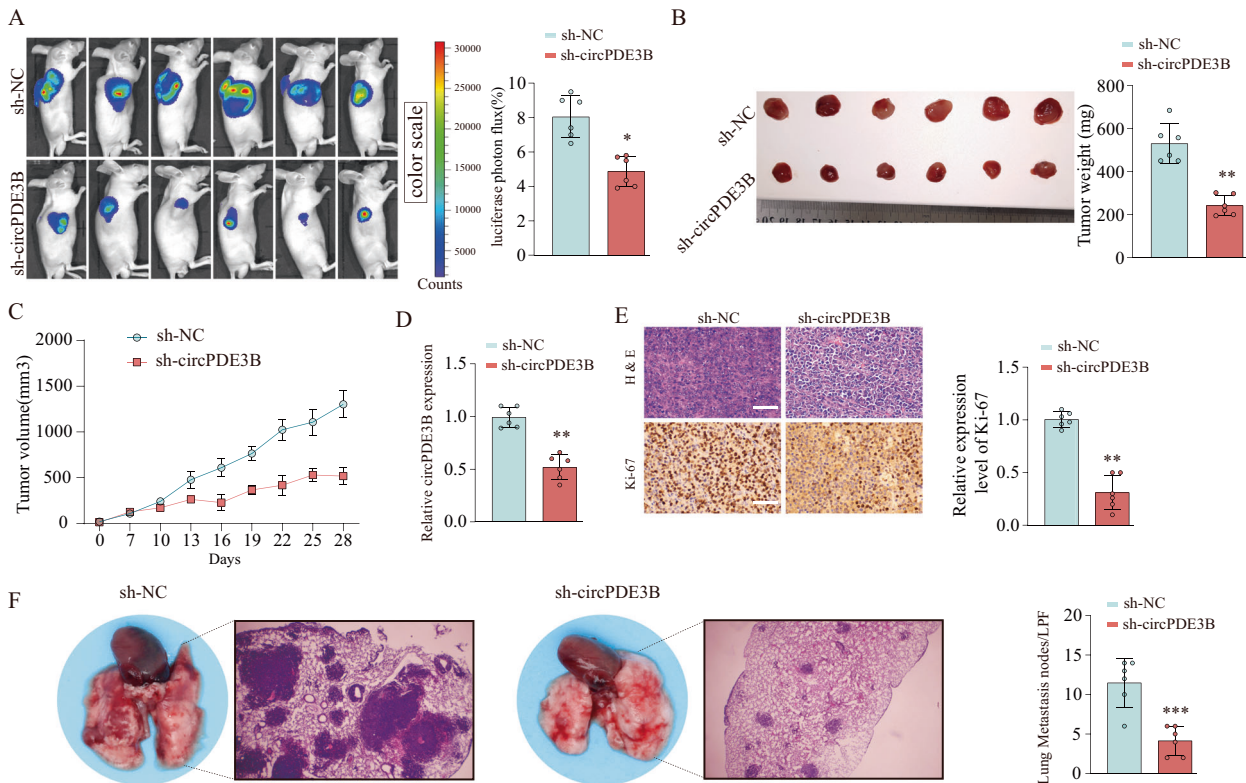 A
sh-NC
sh-circPDE3B
color scale
30000
25000
20000
15000
10000
5000
Counts
sh-NC
sh-circPDE3B
luciferase photon flux(%)
10
8
6
4
2
0
*
B
sh-NC
sh-circPDE3B
sh-NC
sh-circPDE3B
Tumor weight (mg)
800
600
400
200
0
**
C
sh-NC
sh-circPDE3B
Tumor volume(mm3)
2000
1500
1000
500
0
0 7 10 13 16 19 22 25 28
Days
D
sh-NC
sh-circPDE3B
Relative circPDE3B expression
1.5
1.0
0.5
0.0
**
E
sh-NC sh-circPDE3B
H & E
Ki-67
sh-NC
sh-circPDE3B
Relative expression
level of Ki-67
1.5
1.0
0.5
0.0
**
F
sh-NC
sh-circPDE3B
sh-NC
sh-circPDE3B
Lung Metastasis nodes/LPF
20
15
10
5
0
***